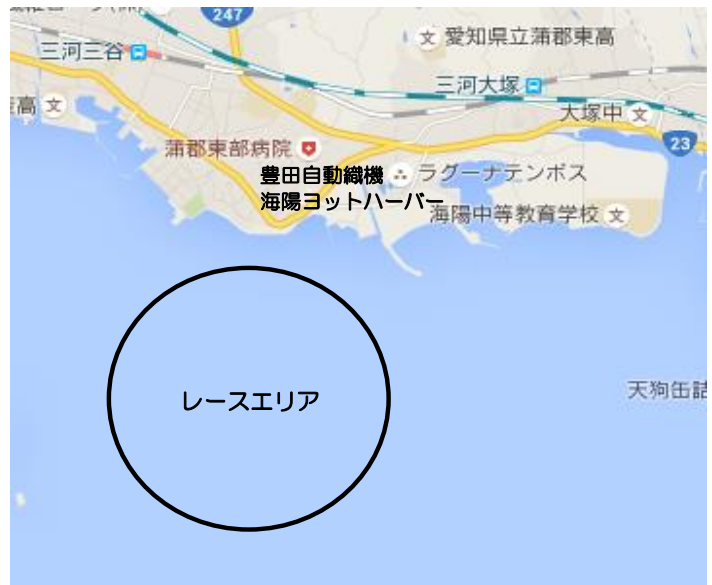 247
愛知県立蒲郡東高
三河三谷
三河大塚
高
大塚中
23
蒲郡東部病院
豊田自動織機
ラグーナテンボス
海陽ヨットハーバー
海陽中等教育学校
天狗缶詰
レースエリア